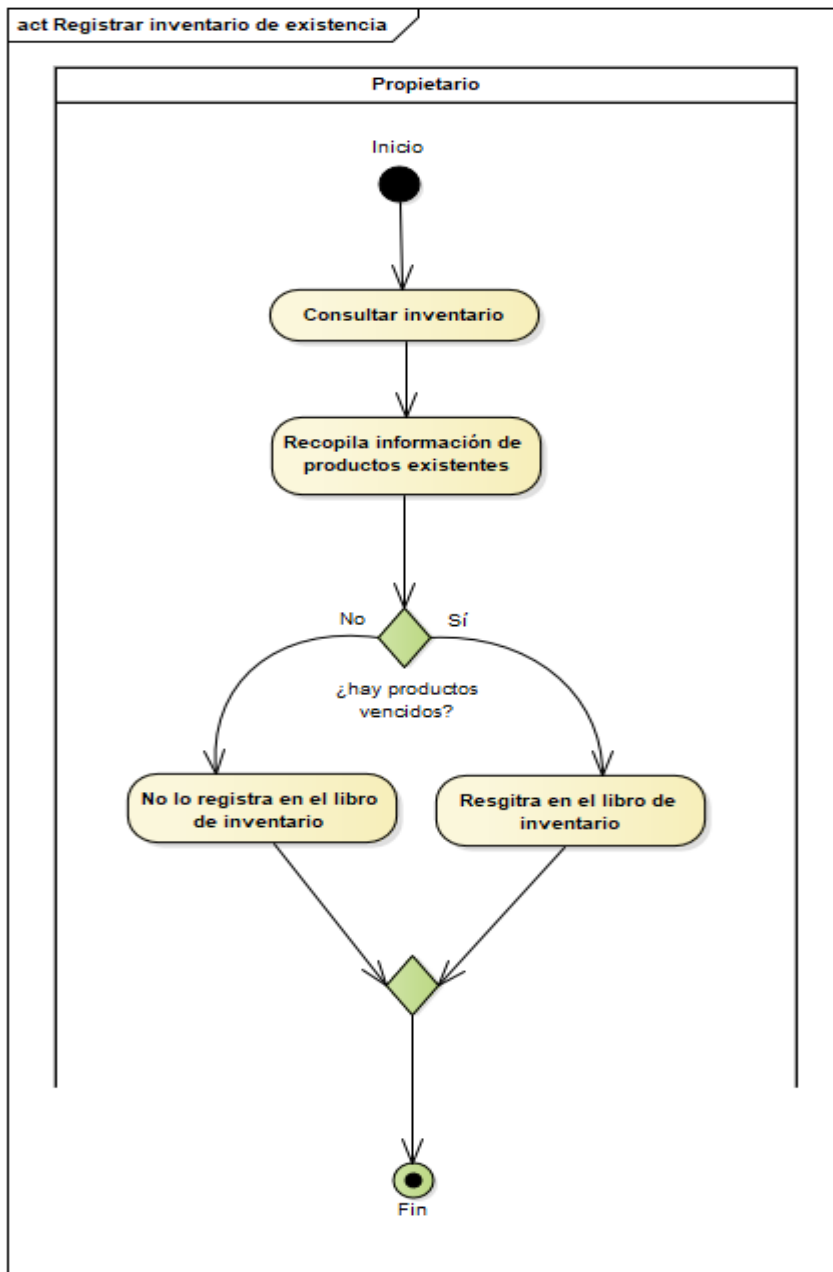 act Registrar inventario de existencia
Propietario
Inicio
Consultar inventario
Recopila información de
productos existentes
No
Sí
¿hay productos
vencidos?
No lo registra en el libro
de inventario
Resgitra en el libro de
inventario
Fin